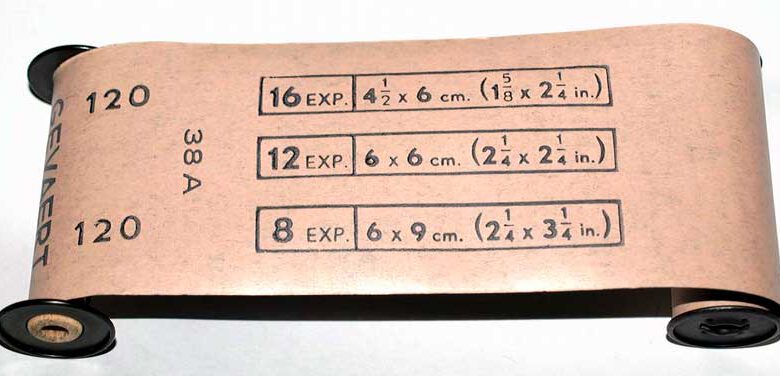 GEVAERT
120
120
38A
16 EXP. 4½ x 6 cm. (1⅝ x 2¼ in.)
12 EXP. 6 x 6 cm. (2¼ x 2¼ in.)
8 EXP. 6 x 9 cm. (2¼ x 3¼ in.)